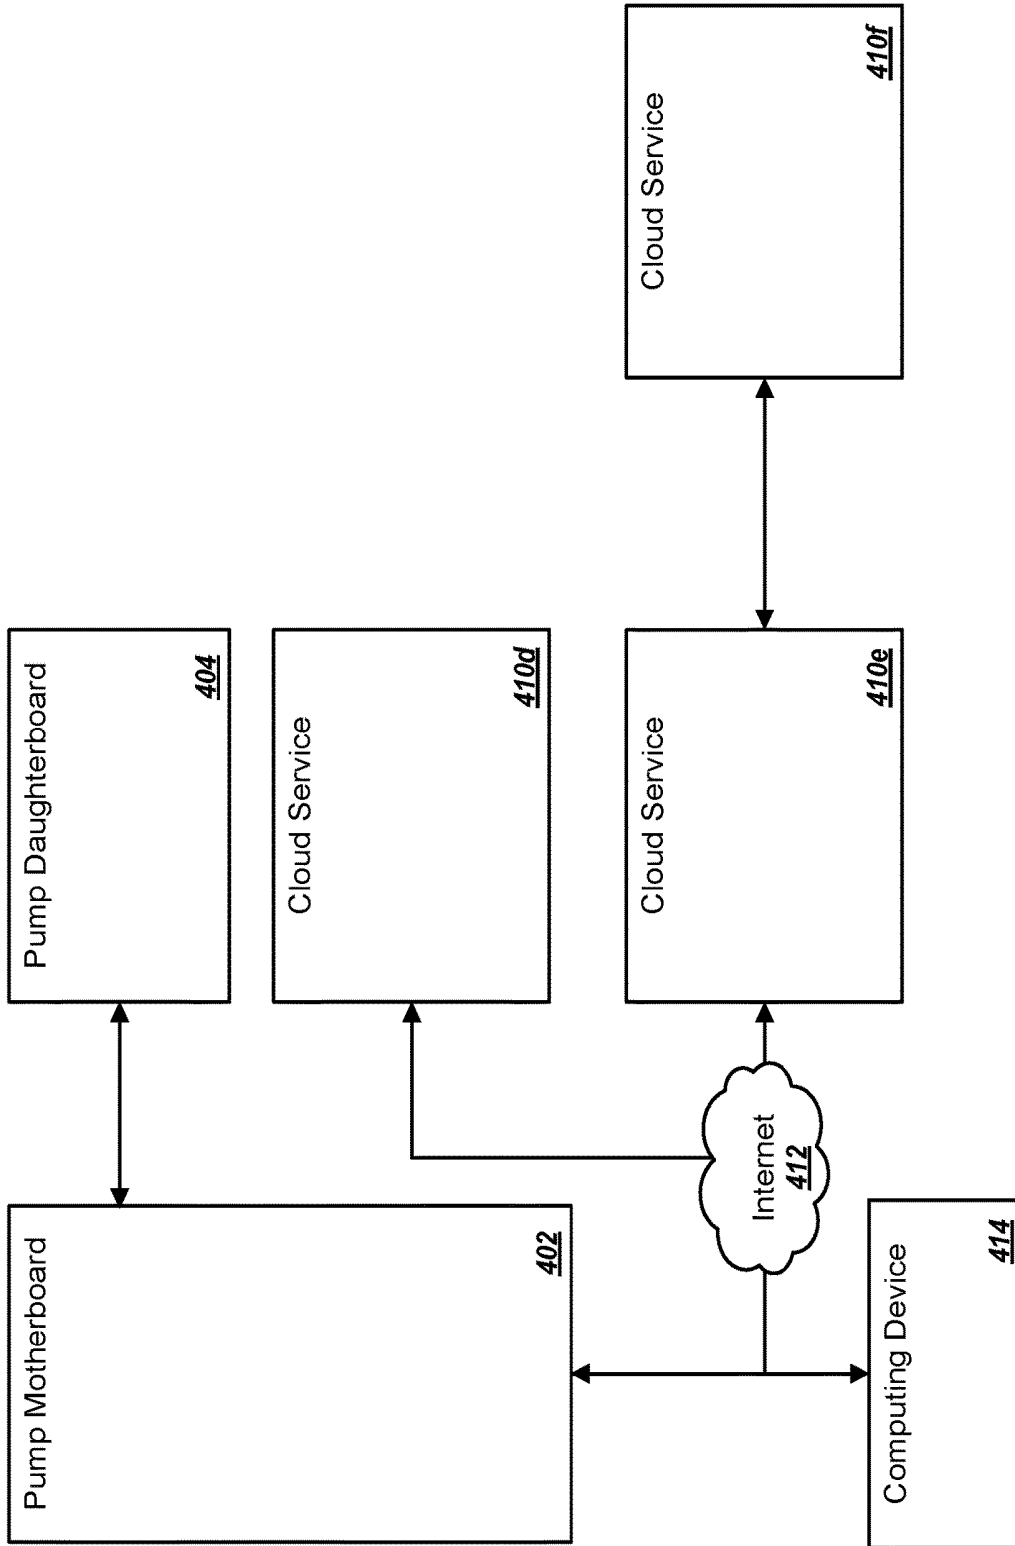 Pump Motherboard
402
Pump Daughterboard
404
Cloud Service
410d
Internet
412
Computing Device
414
Cloud Service
410e
Cloud Service
410f